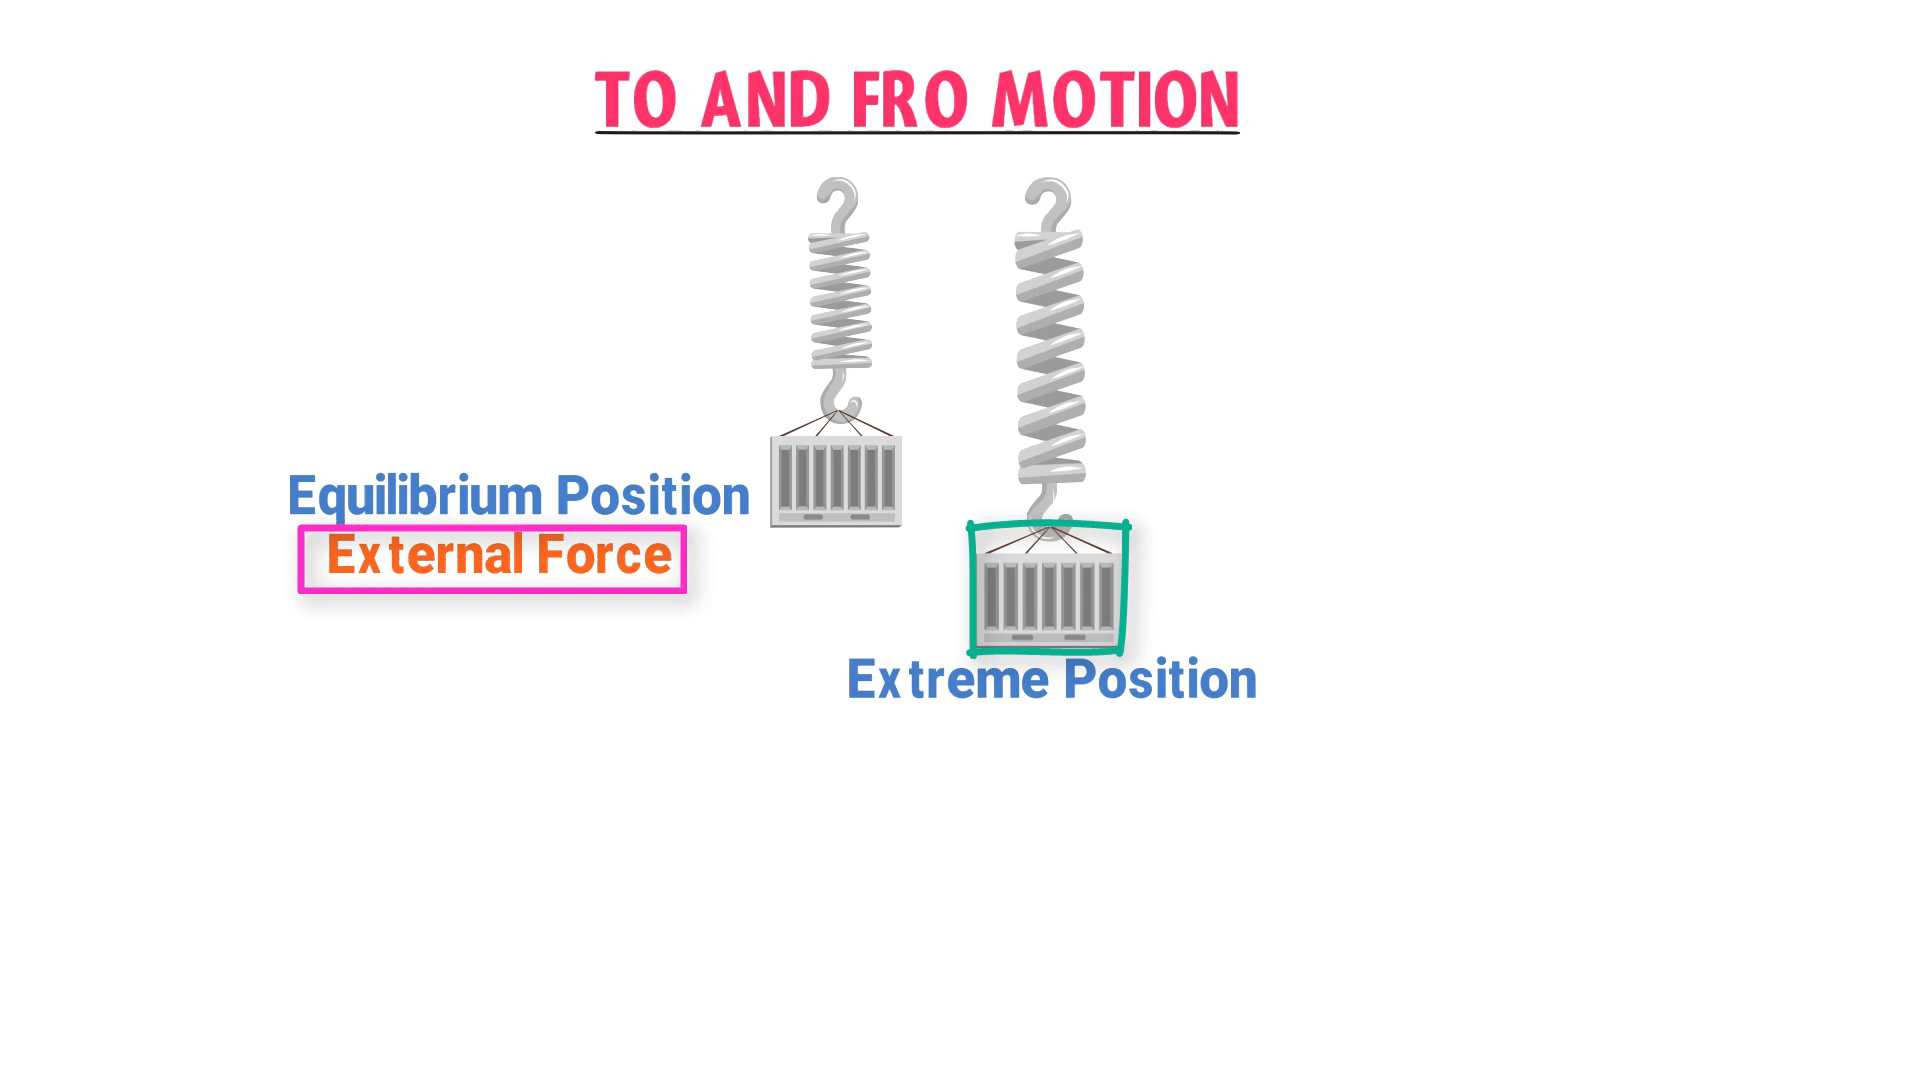 TO AND FRO MOTION
Equilibrium Position
External Force
Extreme Position